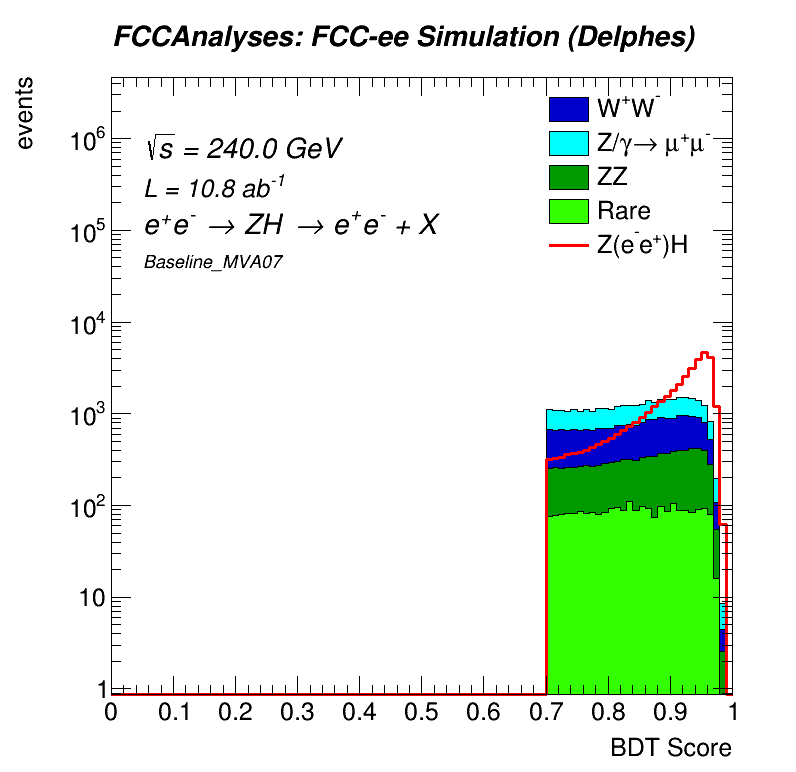 FCCAnalyses: FCC-ee Simulation (Delphes)
events
√s = 240.0 GeV
L = 10.8 ab⁻¹
e⁺e⁻ → ZH → e⁺e⁻ + X
Baseline_MVA07
W⁺W⁻
Z/γ→ μ⁺μ⁻
ZZ
Rare
Z(e⁻e⁺)H
10⁶
10⁵
10⁴
10³
10²
10
1
0 0.1 0.2 0.3 0.4 0.5 0.6 0.7 0.8 0.9 1
BDT Score